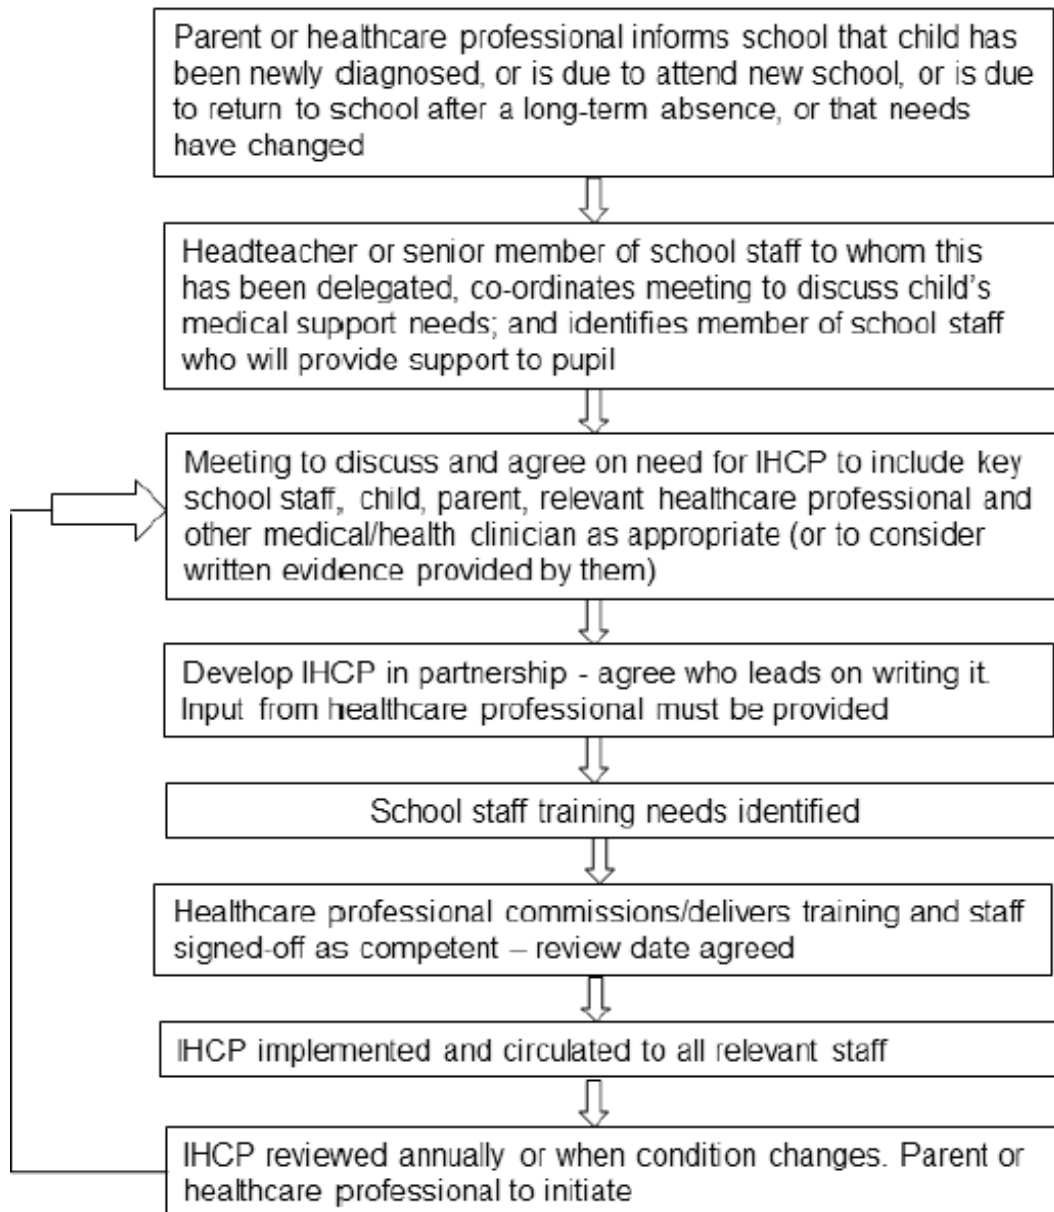 Parent or healthcare professional informs school that child has
been newly diagnosed, or is due to attend new school, or is due
to return to school after a long-term absence, or that needs
have changed
Headteacher or senior member of school staff to whom this
has been delegated, co-ordinates meeting to discuss child's
medical support needs; and identifies member of school staff
who will provide support to pupil
Meeting to discuss and agree on need for IHCP to include key
school staff, child, parent, relevant healthcare professional and
other medical/health clinician as appropriate (or to consider
written evidence provided by them)
Develop IHCP in partnership - agree who leads on writing it.
Input from healthcare professional must be provided
School staff training needs identified
Healthcare professional commissions/delivers training and staff
signed-off as competent – review date agreed
IHCP implemented and circulated to all relevant staff
IHCP reviewed annually or when condition changes. Parent or
healthcare professional to initiate